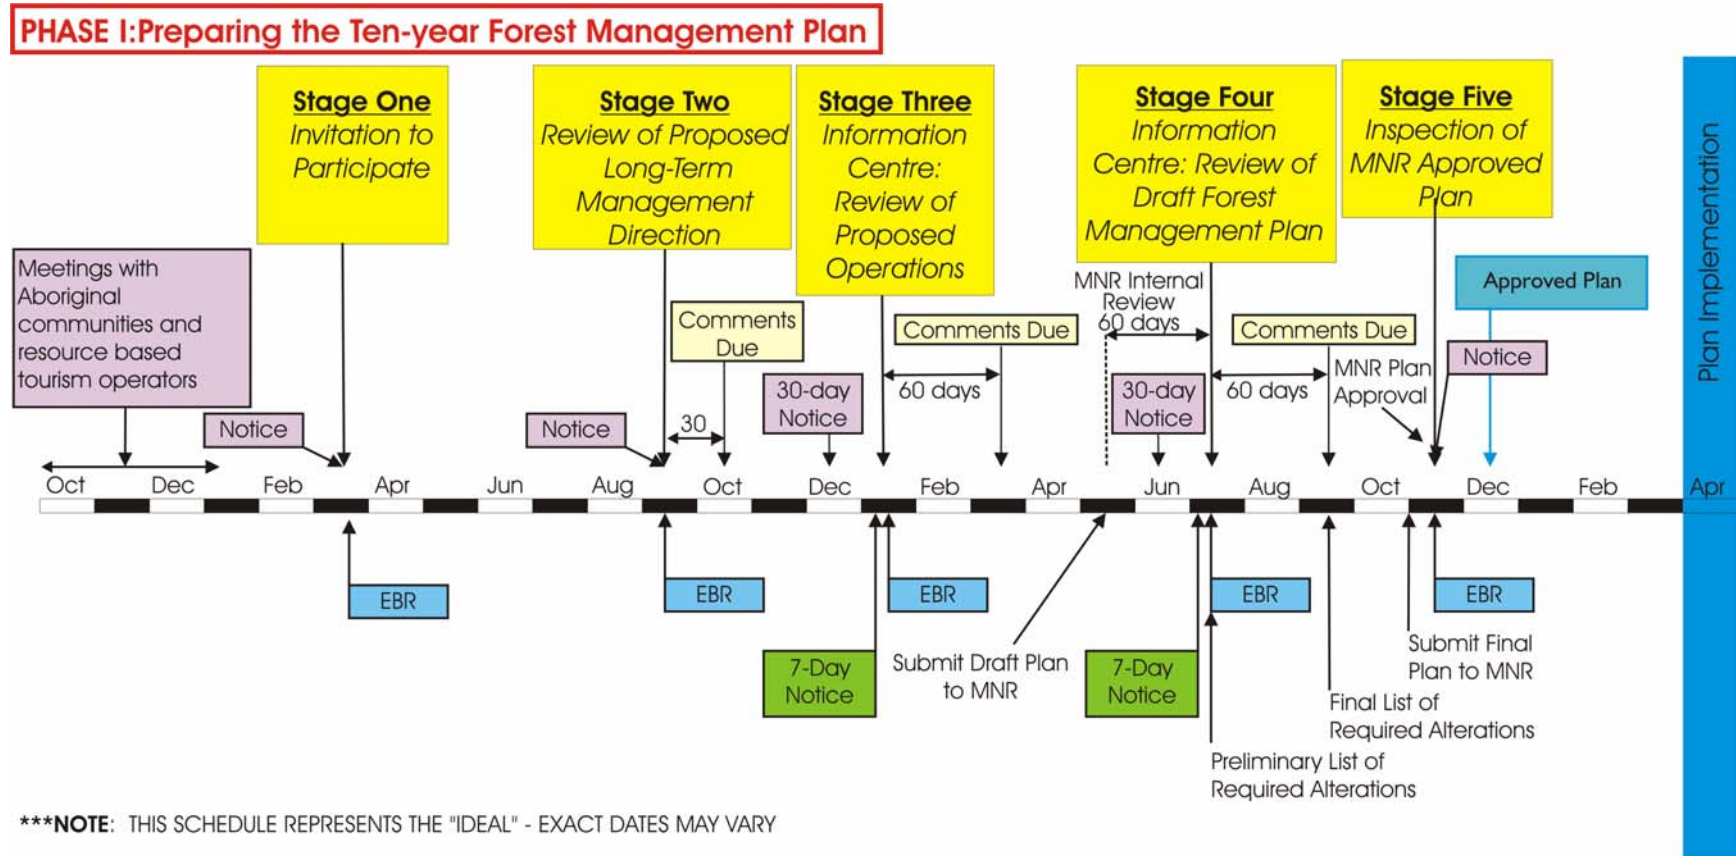 PHASE I:Preparing the Ten-year Forest Management Plan
Stage One
Invitation to
Participate
Stage Two
Review of Proposed
Long-Term
Management
Direction
Stage Three
Information
Centre:
Review of
Proposed
Operations
Stage Four
Information
Centre: Review of
Draft Forest
Management Plan
Stage Five
Inspection of
MNR Approved
Plan
Plan Implementation
Meetings with
Aboriginal
communities and
resource based
tourism operators
Notice
Notice
30
Comments
Due
30-day
Notice
Comments Due
60 days
MNR Internal
Review
60 days
30-day
Notice
Comments Due
60 days
MNR Plan
Approval
Notice
Approved Plan
Oct
Dec
Feb
Apr
Jun
Aug
Oct
Dec
Feb
Apr
Jun
Aug
Oct
Dec
Feb
Apr
EBR
EBR
EBR
EBR
EBR
7-Day
Notice
Submit Draft Plan
to MNR
7-Day
Notice
Submit Final
Plan to MNR
Final List of
Required Alterations
Preliminary List of
Required Alterations
***NOTE: THIS SCHEDULE REPRESENTS THE "IDEAL" - EXACT DATES MAY VARY